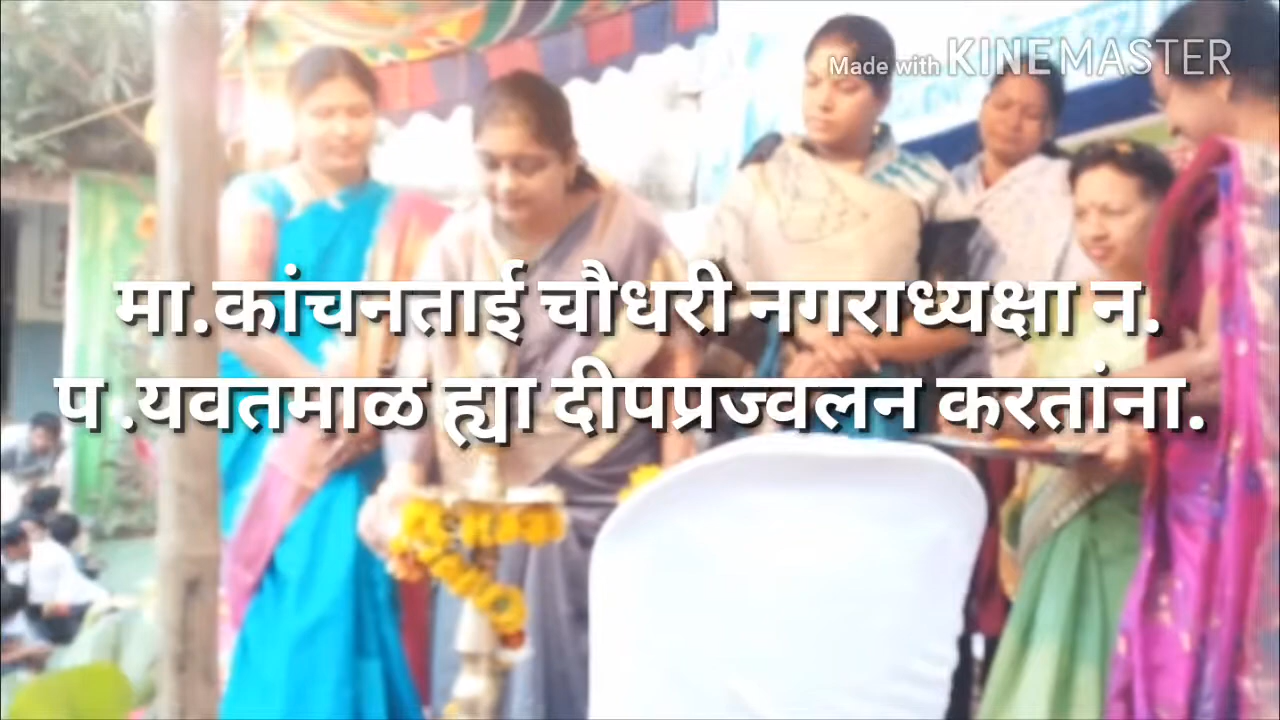 Made with KINEMASTER
मा.कांचनताई चौधरी नगराध्यक्षा न.
प .यवतमाळ ह्या दीपप्रज्वलन करतांना.